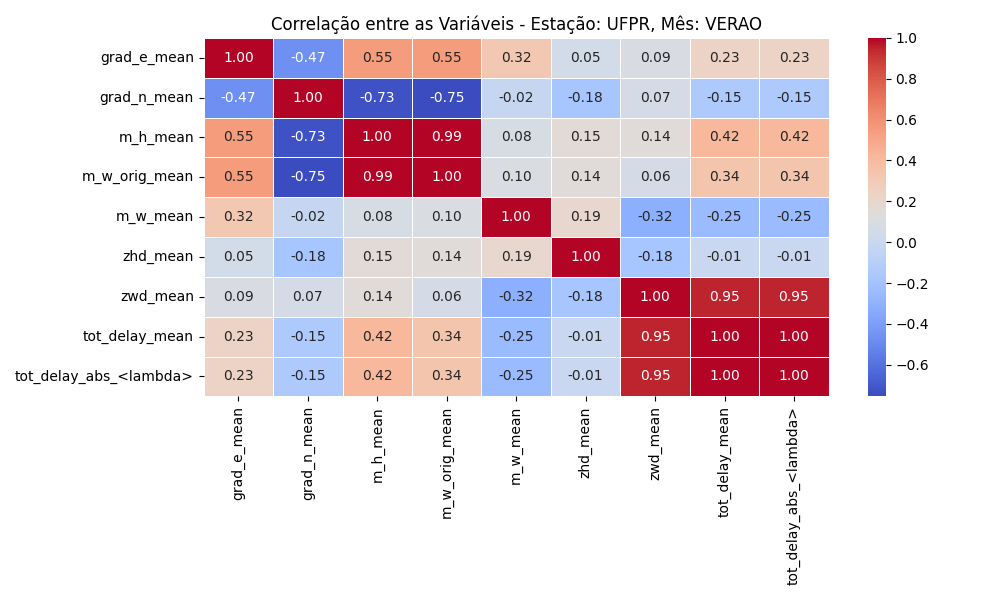 Correlação entre as Variáveis - Estação: UFPR, Mês: VERAO
grad_e_mean 1.00 -0.47 0.55 0.55 0.32 0.05 0.09 0.23 0.23
grad_n_mean -0.47 1.00 -0.73 -0.75 -0.02 -0.18 0.07 -0.15 -0.15
m_h_mean 0.55 -0.73 1.00 0.99 0.08 0.15 0.14 0.42 0.42
m_w_orig_mean 0.55 -0.75 0.99 1.00 0.10 0.14 0.06 0.34 0.34
m_w_mean 0.32 -0.02 0.08 0.10 1.00 0.19 -0.32 -0.25 -0.25
zhd_mean 0.05 -0.18 0.15 0.14 0.19 1.00 -0.18 -0.01 -0.01
zwd_mean 0.09 0.07 0.14 0.06 -0.32 -0.18 1.00 0.95 0.95
tot_delay_mean 0.23 -0.15 0.42 0.34 -0.25 -0.01 0.95 1.00 1.00
tot_delay_abs_<lambda> 0.23 -0.15 0.42 0.34 -0.25 -0.01 0.95 1.00 1.00
grad_e_mean
grad_n_mean
m_h_mean
m_w_orig_mean
m_w_mean
zhd_mean
zwd_mean
tot_delay_mean
tot_delay_abs_<lambda>
1.0
0.8
0.6
0.4
0.2
0.0
−0.2
−0.4
−0.6